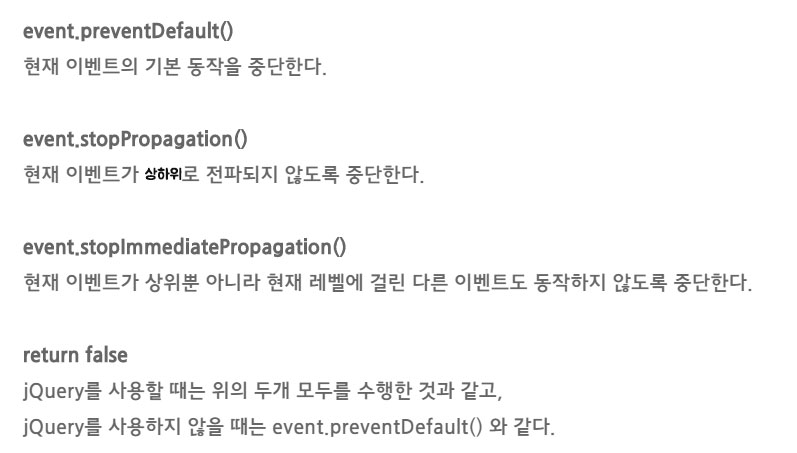 event.preventDefault()
현재 이벤트의 기본 동작을 중단한다.
event.stopPropagation()
현재 이벤트가 상하위로 전파되지 않도록 중단한다.
event.stopImmediatePropagation()
현재 이벤트가 상위뿐 아니라 현재 레벨에 걸린 다른 이벤트도 동작하지 않도록 중단한다.
return false
jQuery를 사용할 때는 위의 두개 모두를 수행한 것과 같고,
jQuery를 사용하지 않을 때는 event.preventDefault() 와 같다.